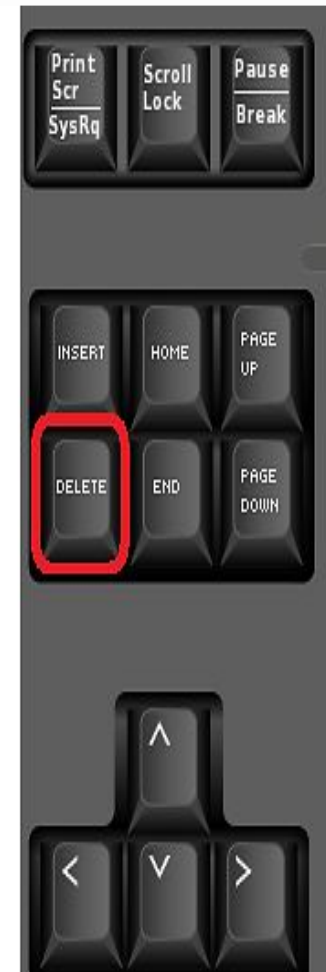 Print
Scr
SysRq
Scroll
Lock
Pause
Break
INSERT
HOME
PAGE
UP
DELETE
END
PAGE
DOWN